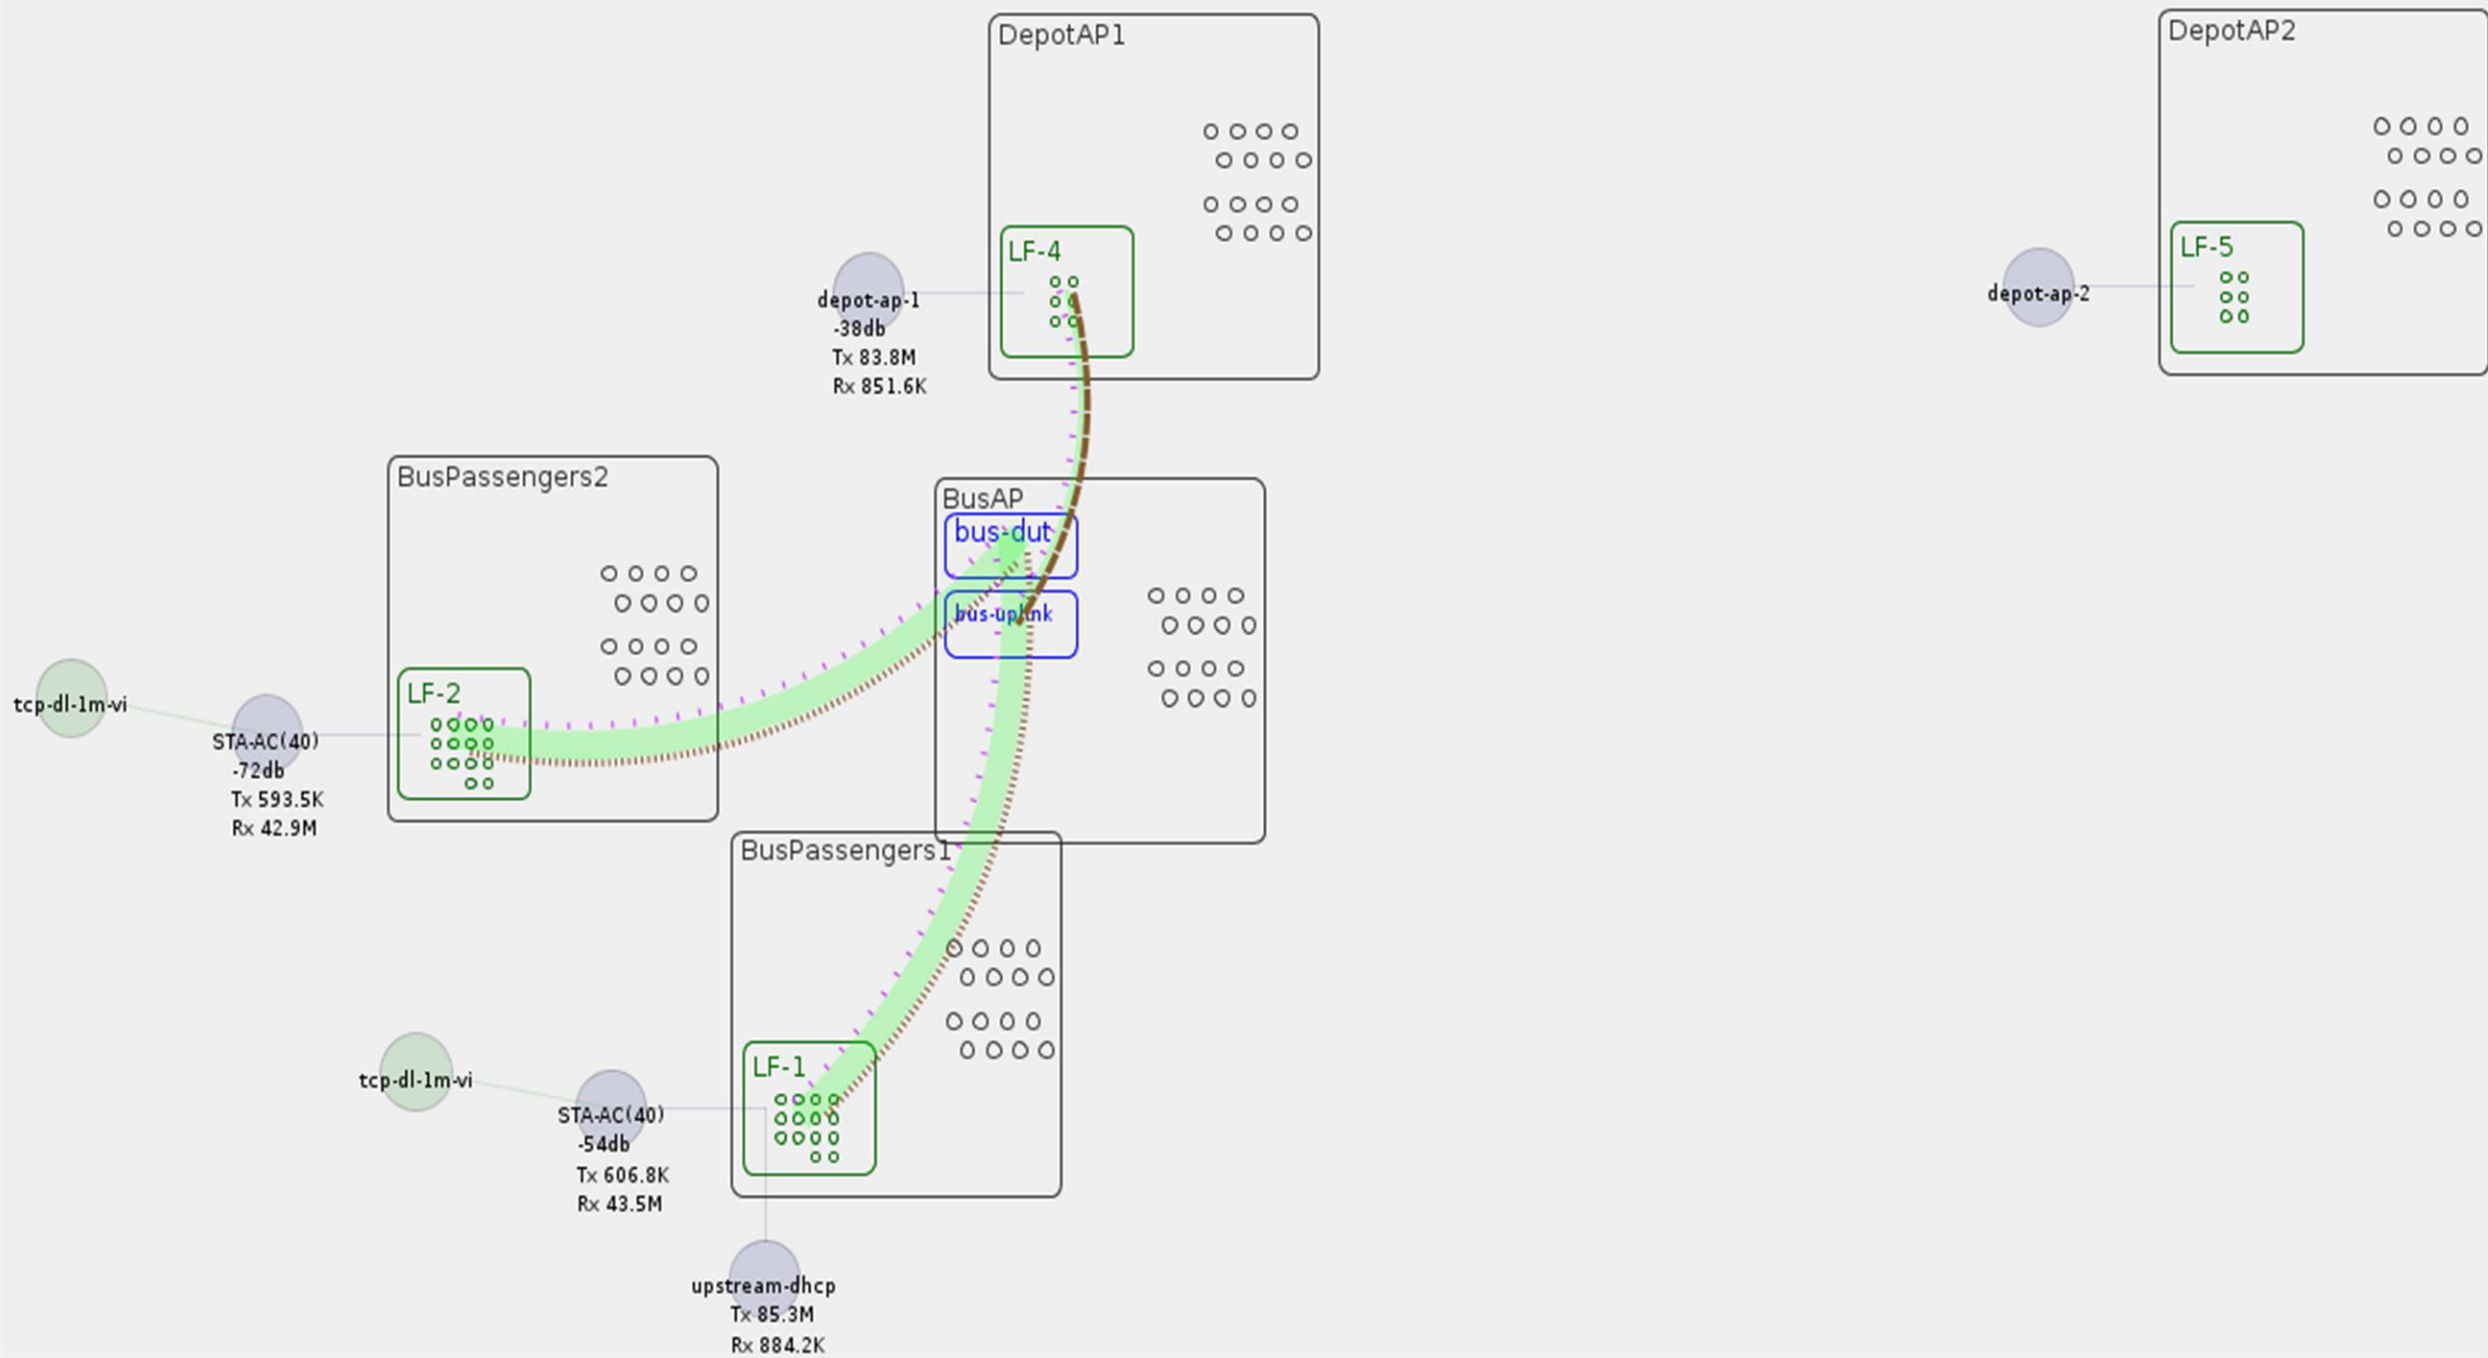 DepotAP1
DepotAP2
LF-4
LF-5
depot-ap-1
-38db
Tx 83.8M
Rx 851.6K
depot-ap-2
BusPassengers2
BusAP
bus-dut
bus-uplink
LF-2
tcp-dl-1m-vi
STA-AC(40)
-72db
Tx 593.5K
Rx 42.9M
BusPassengers1
LF-1
tcp-dl-1m-vi
STA-AC(40)
-54db
Tx 606.8K
Rx 43.5M
upstream-dhcp
Tx 85.3M
Rx 884.2K